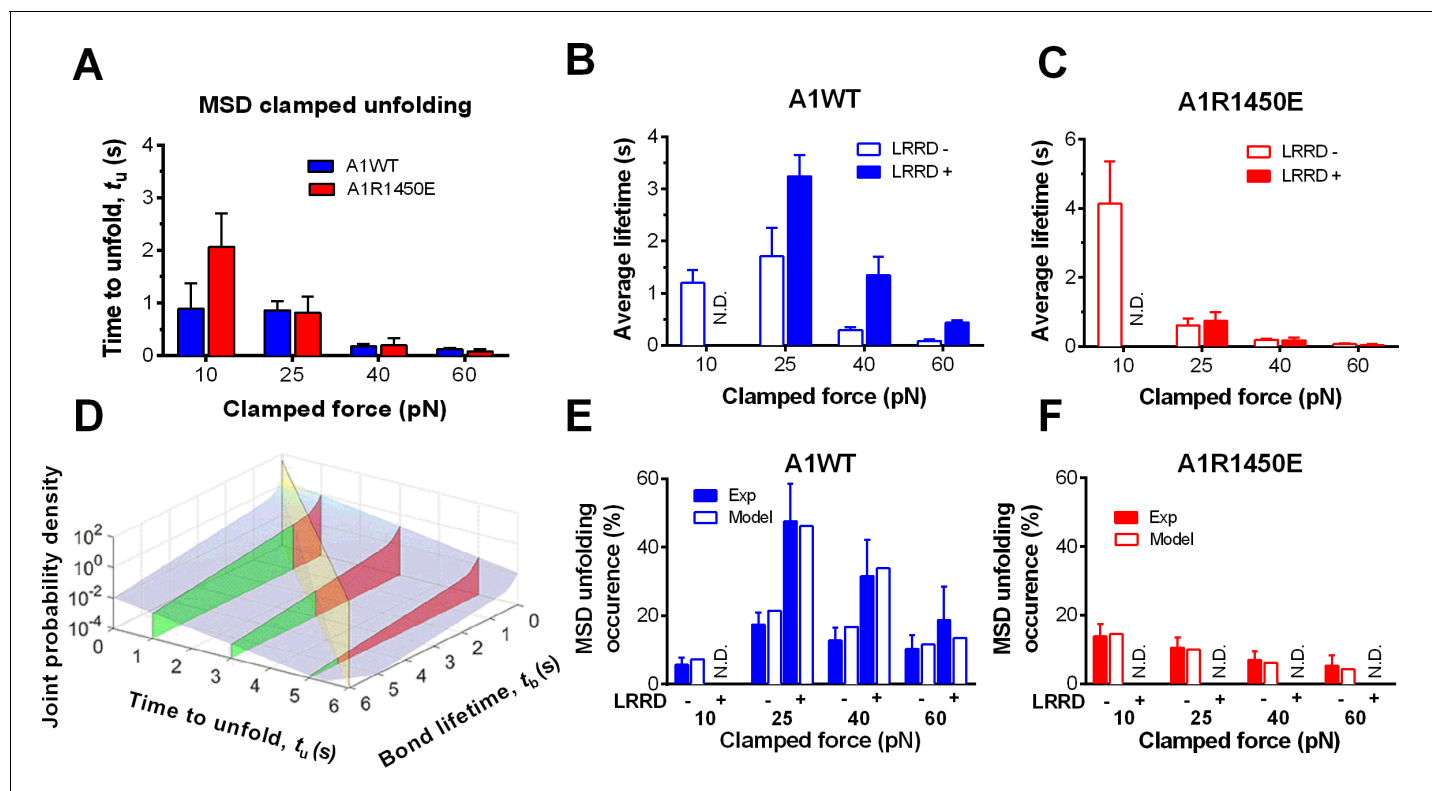 A
MSD clamped unfolding
Time to unfold, tu (s)
4
3
2
1
0
A1WT
A1R1450E
10 25 40 60
Clamped force (pN)
B
A1WT
Average lifetime (s)
4
3
2
1
0
LRRD -
LRRD +
N.D.
10 25 40 60
Clamped force (pN)
C
A1R1450E
Average lifetime (s)
6
4
2
0
LRRD -
LRRD +
N.D.
10 25 40 60
Clamped force (pN)
D
Joint probability density
10²
10⁰
10⁻²
10⁻⁴
0 1 2 3 4 5 6
Time to unfold, tu (s)
6 5 4 3 2 1 0
Bond lifetime, tb (s)
E
A1WT
MSD unfolding
occurence (%)
60
40
20
0
Exp
Model
N.D.
LRRD - + - + - + - +
10 25 40 60
Clamped force (pN)
F
A1R1450E
MSD unfolding
occurence (%)
60
40
20
0
Exp
Model
N.D. N.D. N.D. N.D.
LRRD - + - + - + - +
10 25 40 60
Clamped force (pN)